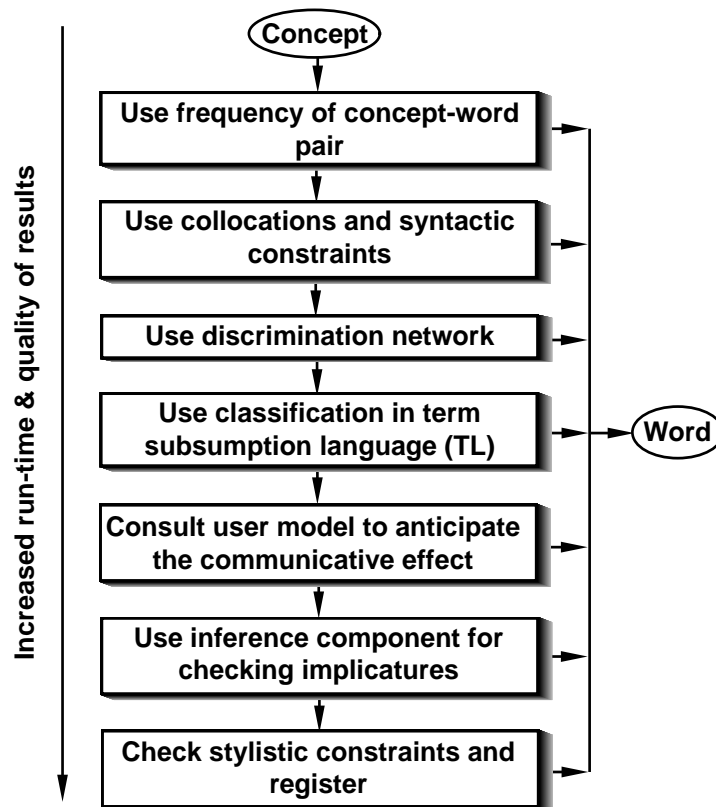 Concept
Use frequency of concept-word
pair
Use collocations and syntactic
constraints
Use discrimination network
Use classification in term
subsumption language (TL)
Word
Consult user model to anticipate
the communicative effect
Use inference component for
checking implicatures
Check stylistic constraints and
register
Increased run-time & quality of results